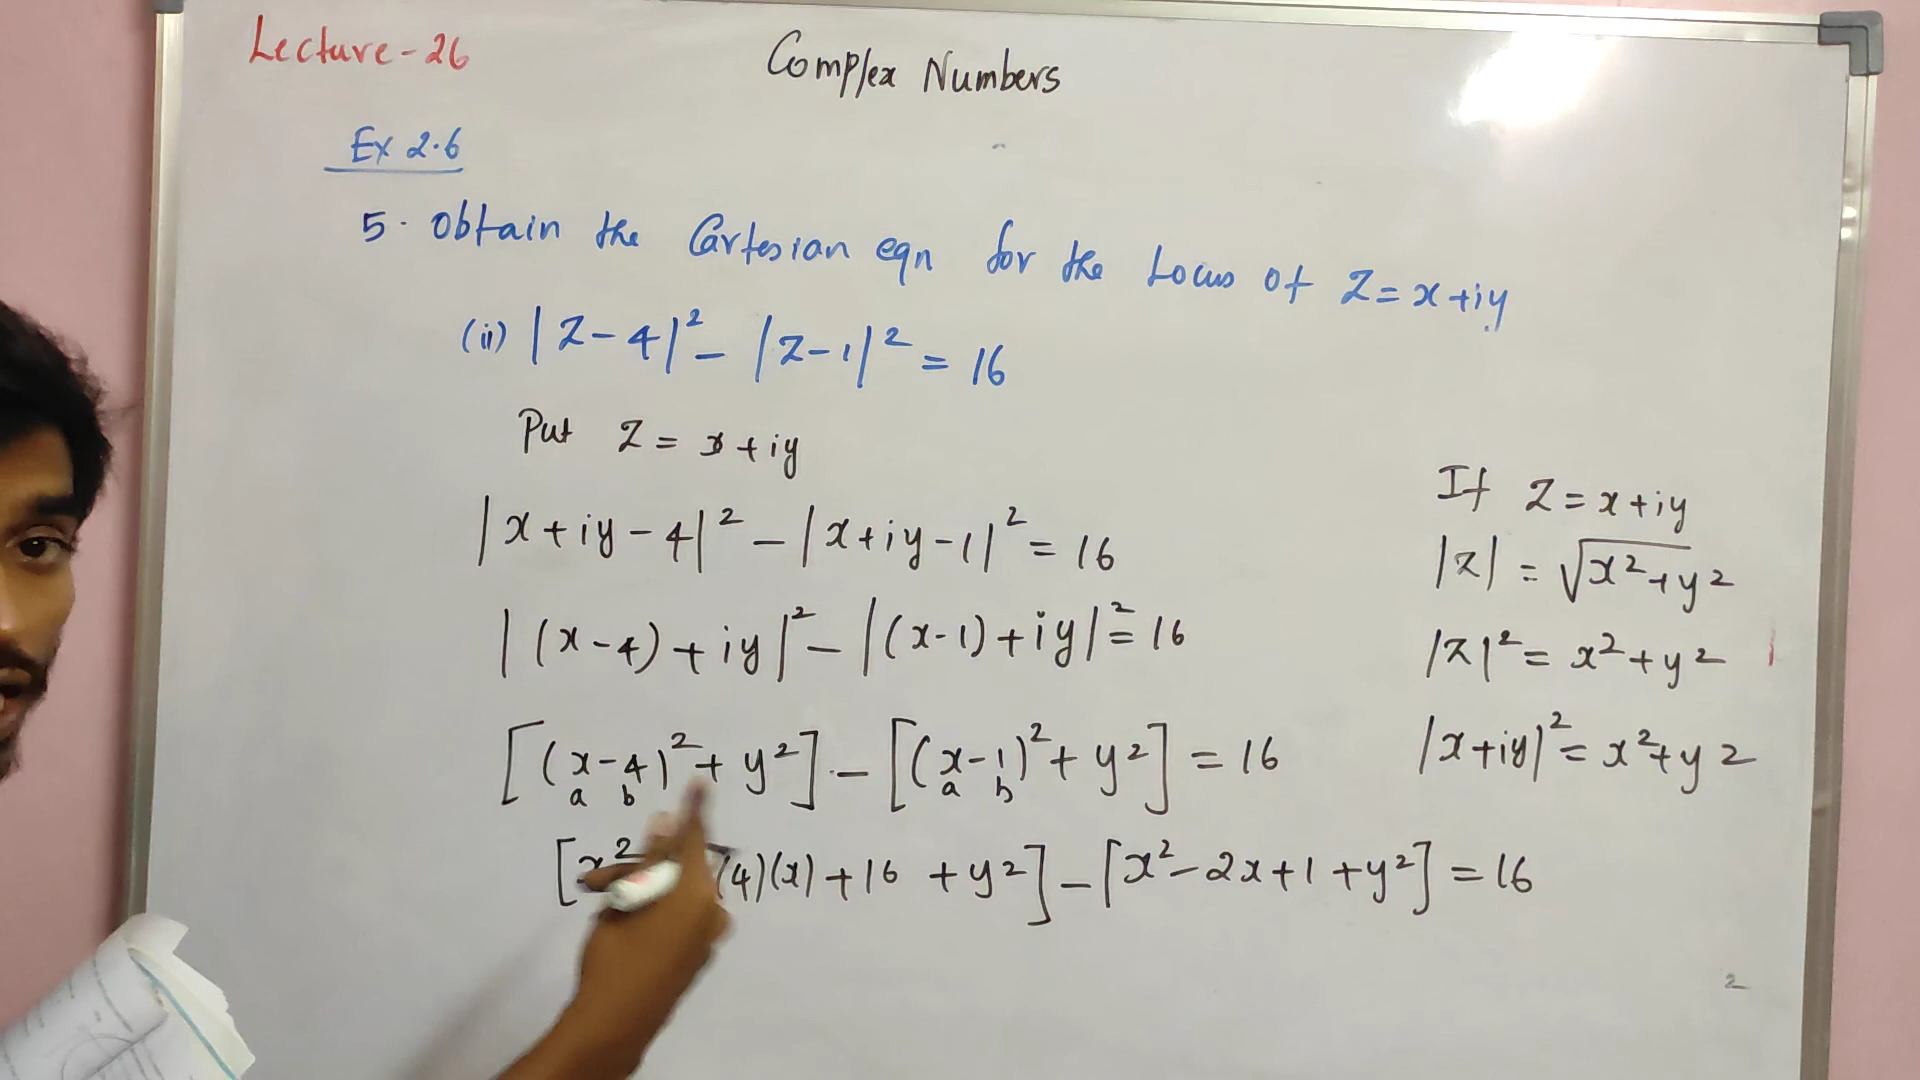 Lecture-26
Complex Numbers
Ex 2.6
5. Obtain the Cartesian eqn for the Locus of Z=x+iy
(ii) |Z-4|² - |Z-1|² = 16
Put Z = x+iy
|x+iy-4|² - |x+iy-1|² = 16
|(x-4)+iy|² - |(x-1)+iy|² = 16
[(x-4)²+y²] - [(x-1)²+y²] = 16
a b a b
[x² (4)(x)+16 +y²] - [x²-2x+1+y²] = 16
If Z=x+iy
|z| = √x²+y²
|z|² = x²+y²
|x+iy|² = x²+y²
2